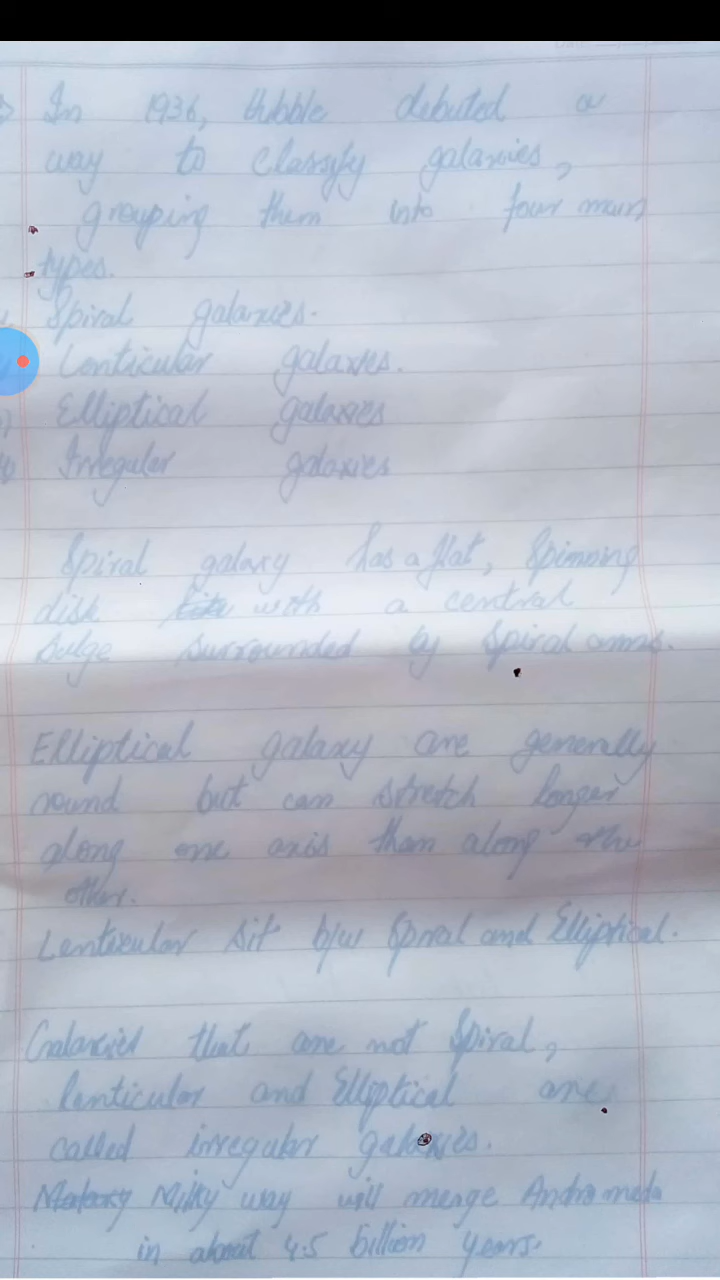 In 1936, Hubble debuted a
way to classify galaxies,
grouping them into four main
types.
Spiral galaxies.
Lenticular galaxies.
Elliptical galaxies
Irregular galaxies
Spiral galaxy has a flat, Spinning
disk with a central
bulge surrounded by Spiral arms.
Elliptical galaxy are generally
round but can stretch longer
along one axis than along the
other.
Lenticular sit b/w Spiral and Elliptical.
Galaxies that are not Spiral,
lenticular and Elliptical are
called irregular galaxies.
Milky way will merge Andromeda
in about 4.5 billion years.